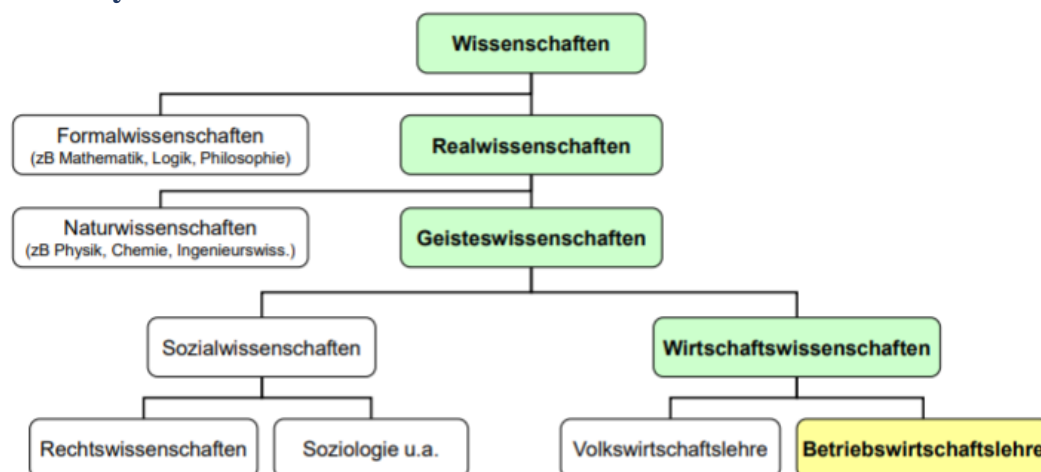 Wissenschaften
Formalwissenschaften
(zB Mathematik, Logik, Philosophie)
Realwissenschaften
Naturwissenschaften
(zB Physik, Chemie, Ingenieurswiss.)
Geisteswissenschaften
Sozialwissenschaften
Wirtschaftswissenschaften
Rechtswissenschaften
Soziologie u.a.
Volkswirtschaftslehre
Betriebswirtschaftslehre